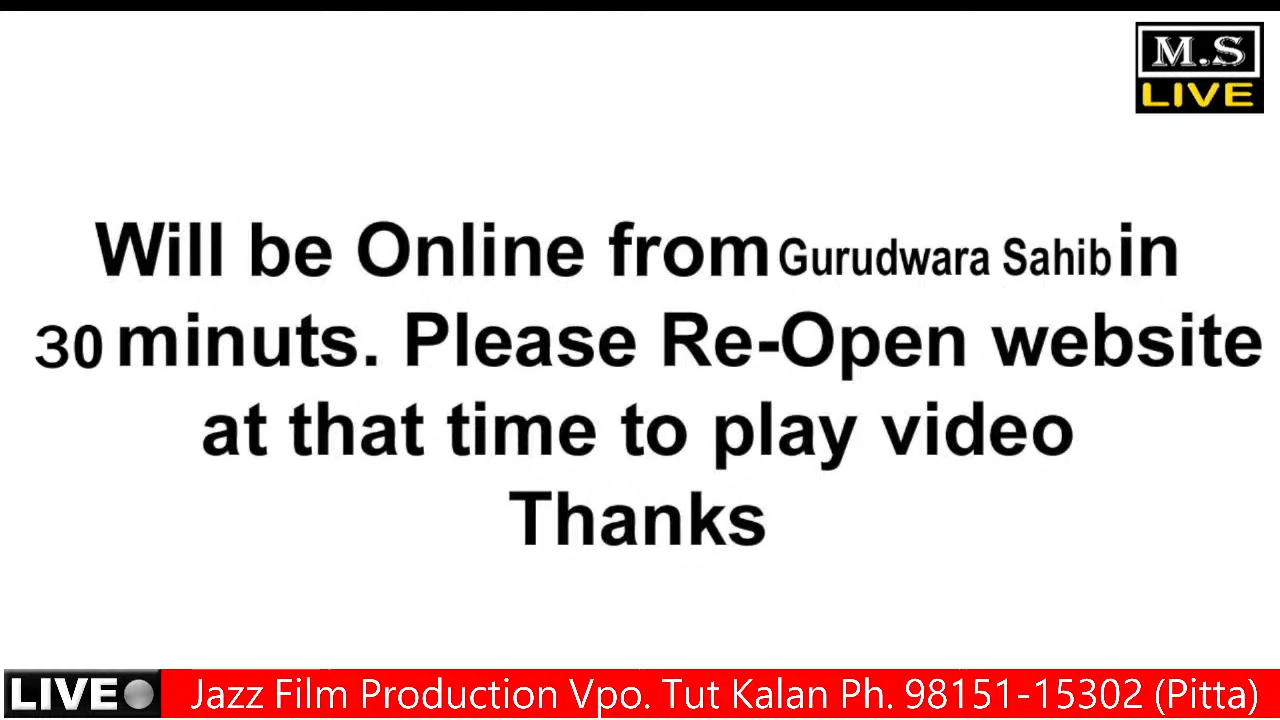 M.S
LIVE
Will be Online from Gurudwara Sahib in
30 minuts. Please Re-Open website
at that time to play video
Thanks
LIVE
Jazz Film Production Vpo. Tut Kalan Ph. 98151-15302 (Pitta)